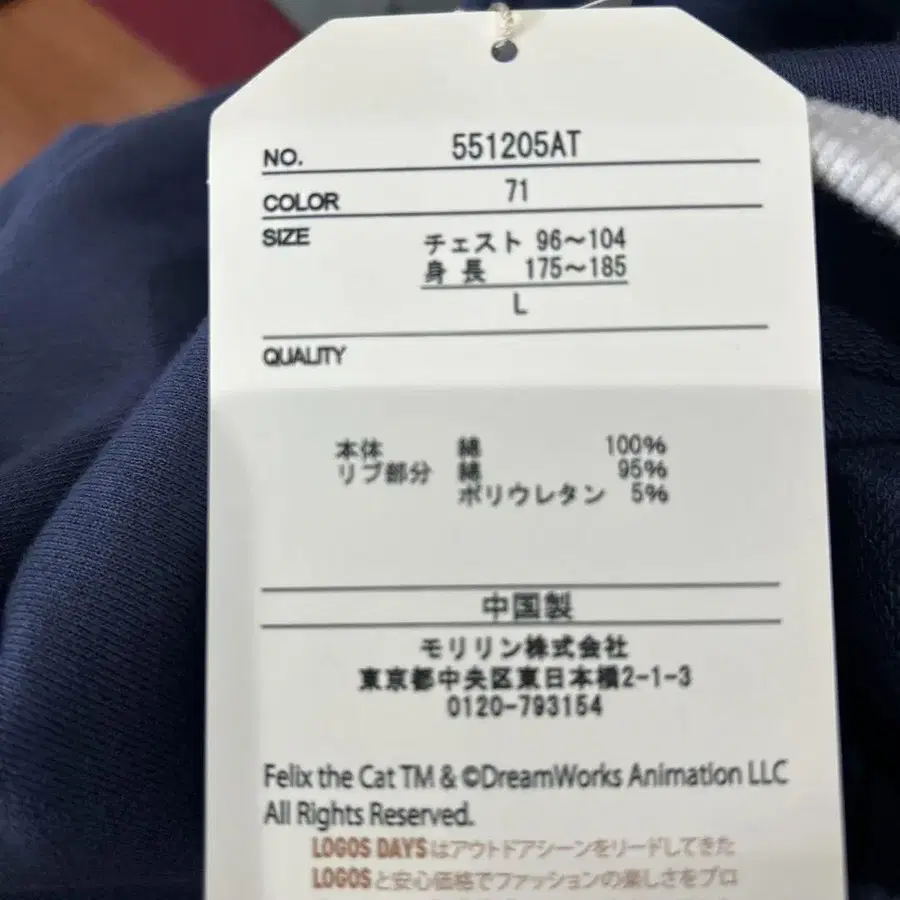 NO. 551205AT
COLOR 71
SIZE チェスト 96～104
身 長 175～185
L
QUALITY
本体 綿 100%
リブ部分 綿 95%
ポリウレタン 5%
中国製
モリリン株式会社
東京都中央区東日本橋2-1-3
0120-793154
Felix the Cat TM & ©DreamWorks Animation LLC
All Rights Reserved.
LOGOS DAYSはアウトドアシーンをリードしてきた
LOGOSと安心価格でファッションの楽しさをプロ